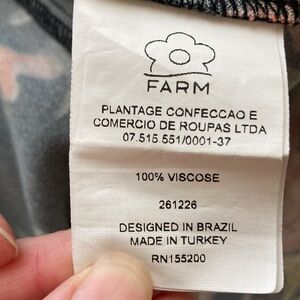 FARM
PLANTAGE CONFECCAO E
COMERCIO DE ROUPAS LTDA
07.515.551/0001-37
100% VISCOSE
261226
DESIGNED IN BRAZIL
MADE IN TURKEY
RN155200